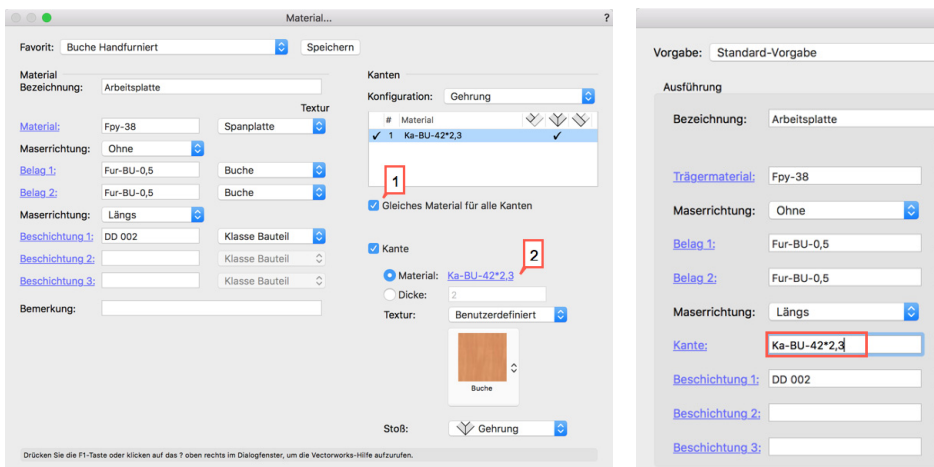 Material...
?
Favorit: Buche Handfurniert Speichern
Material
Bezeichnung: Arbeitsplatte
Textur
Material: Fpy-38 Spanplatte
Maserrichtung: Ohne
Belag 1: Fur-BU-0,5 Buche
Belag 2: Fur-BU-0,5 Buche
Maserrichtung: Längs
Beschichtung 1: DD 002 Klasse Bauteil
Beschichtung 2: Klasse Bauteil
Beschichtung 3: Klasse Bauteil
Bemerkung:
Kanten
Konfiguration: Gehrung
# Material
✓ 1 Ka-BU-42*2,3 ✓
1
Gleiches Material für alle Kanten
Kante
2
Material: Ka-BU-42*2,3
Dicke: 2
Textur: Benutzerdefiniert
Buche
Stoß: Gehrung
Drücken Sie die F1-Taste oder klicken auf das ? oben rechts im Dialogfenster, um die Vectorworks-Hilfe aufzurufen.
Vorgabe: Standard-Vorgabe
Ausführung
Bezeichnung: Arbeitsplatte
Trägermaterial: Fpy-38
Maserrichtung: Ohne
Belag 1: Fur-BU-0,5
Belag 2: Fur-BU-0,5
Maserrichtung: Längs
Kante: Ka-BU-42*2,3
Beschichtung 1: DD 002
Beschichtung 2:
Beschichtung 3: